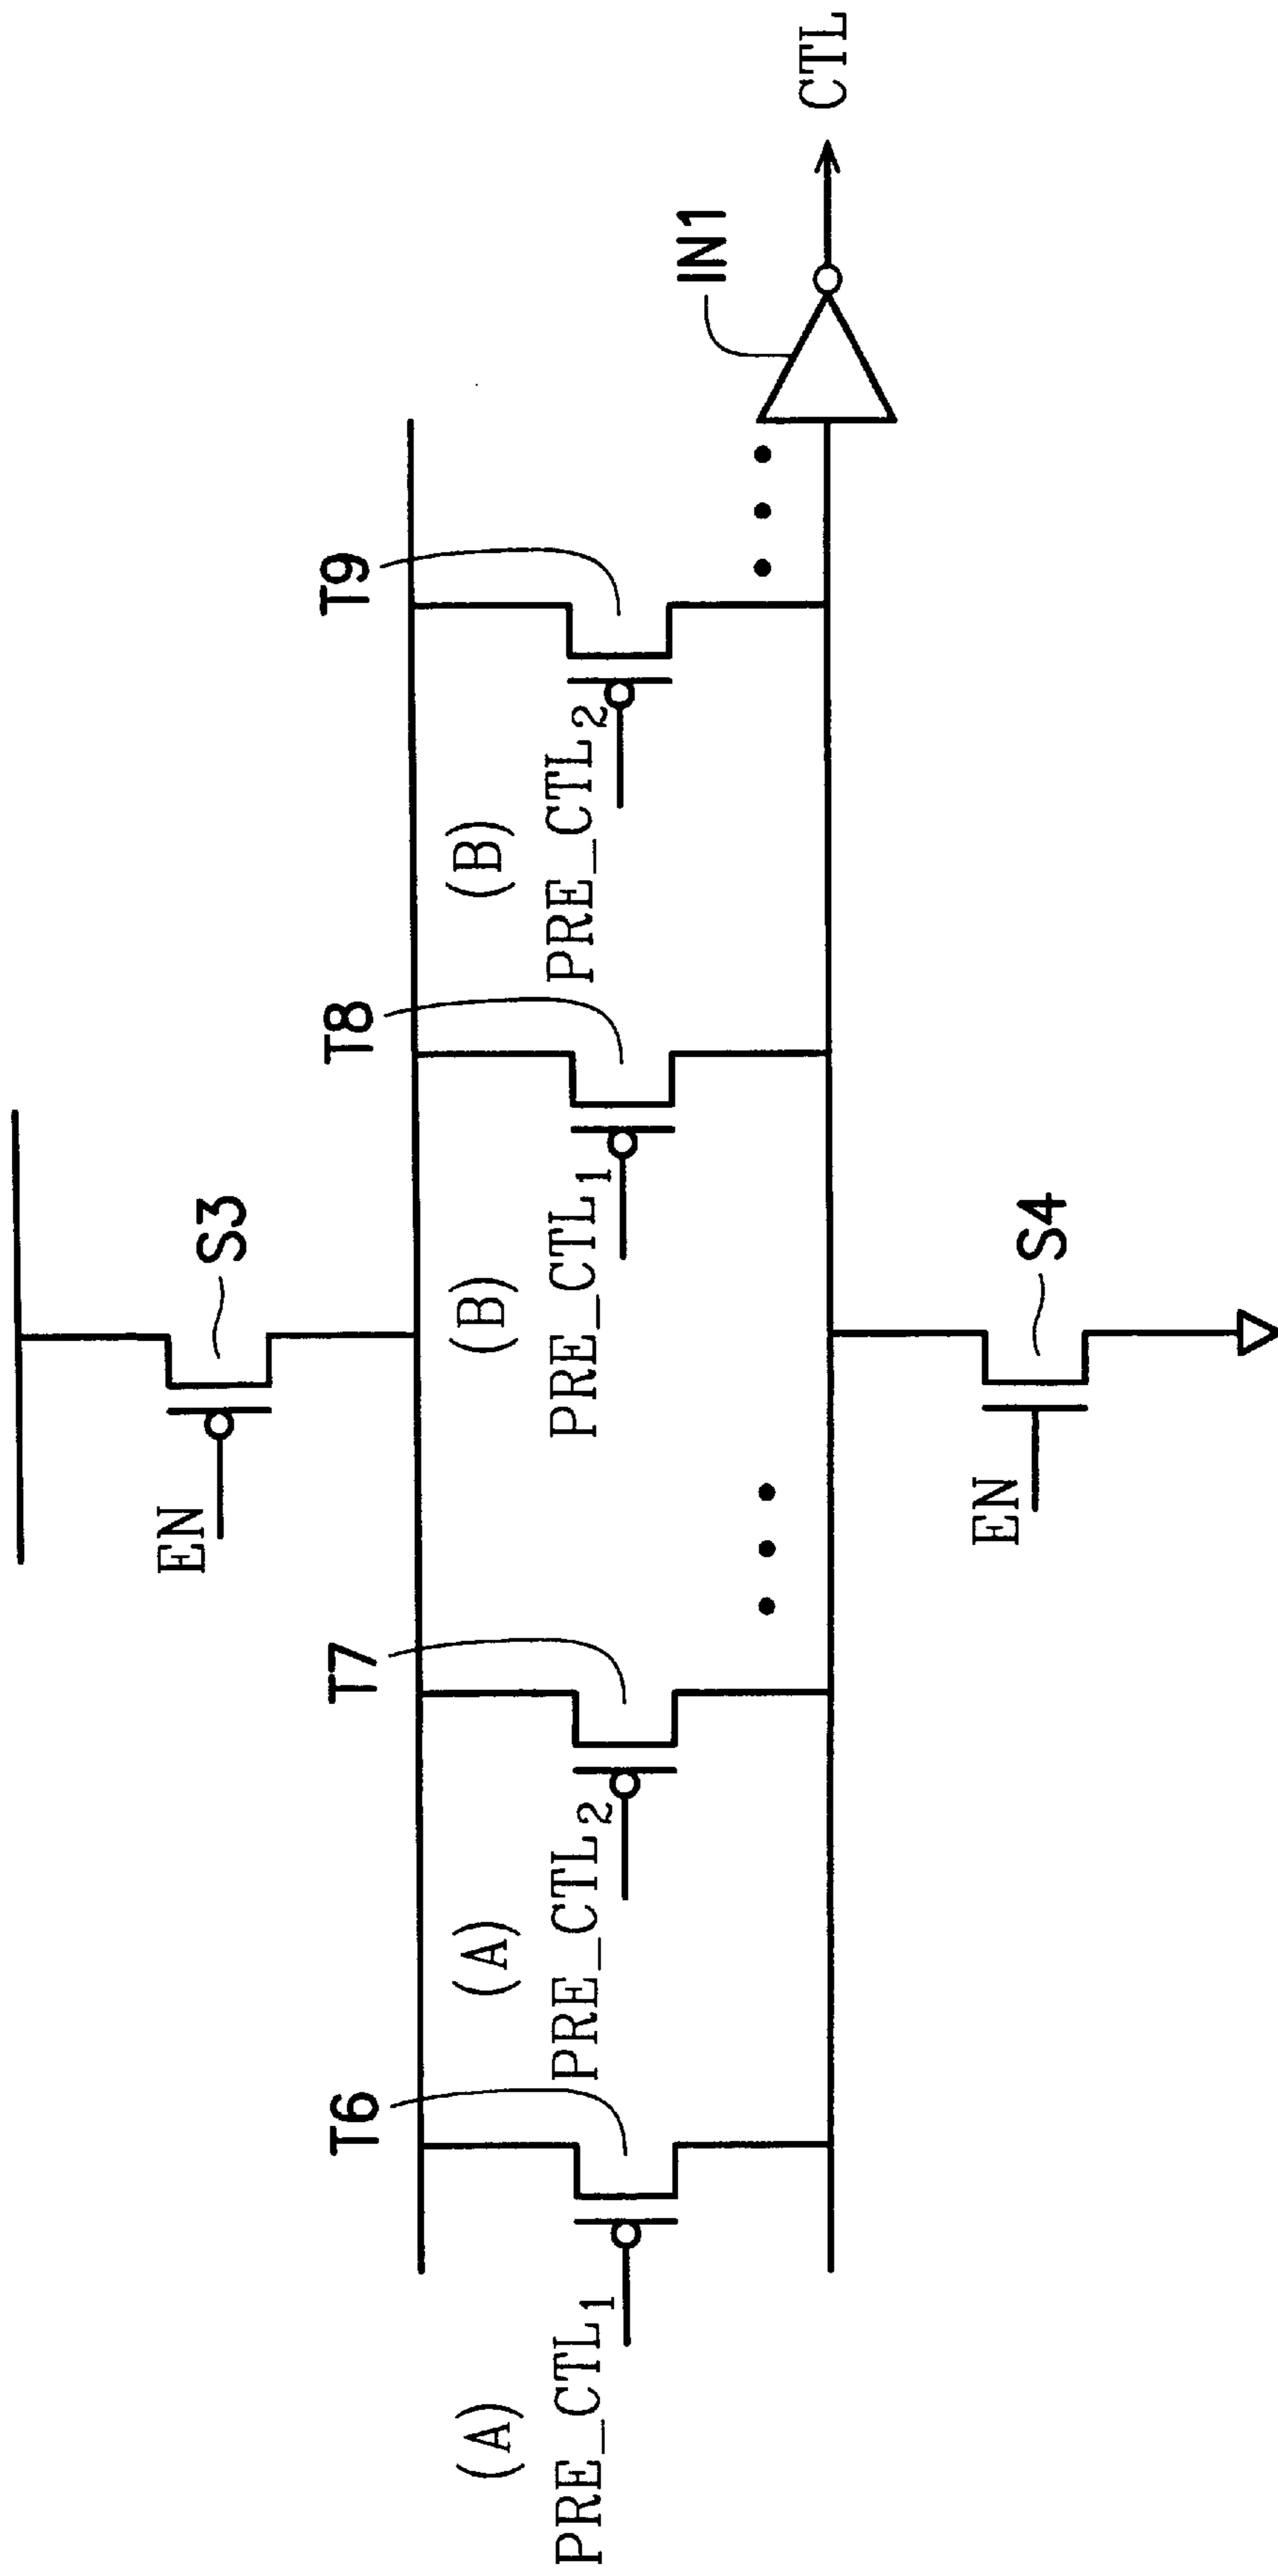 EN
S3
T6
T7
T8
T9
(A)
PRE_CTL₁
(A)
PRE_CTL₂
(B)
PRE_CTL₁
(B)
PRE_CTL₂
IN1
CTL
EN
S4